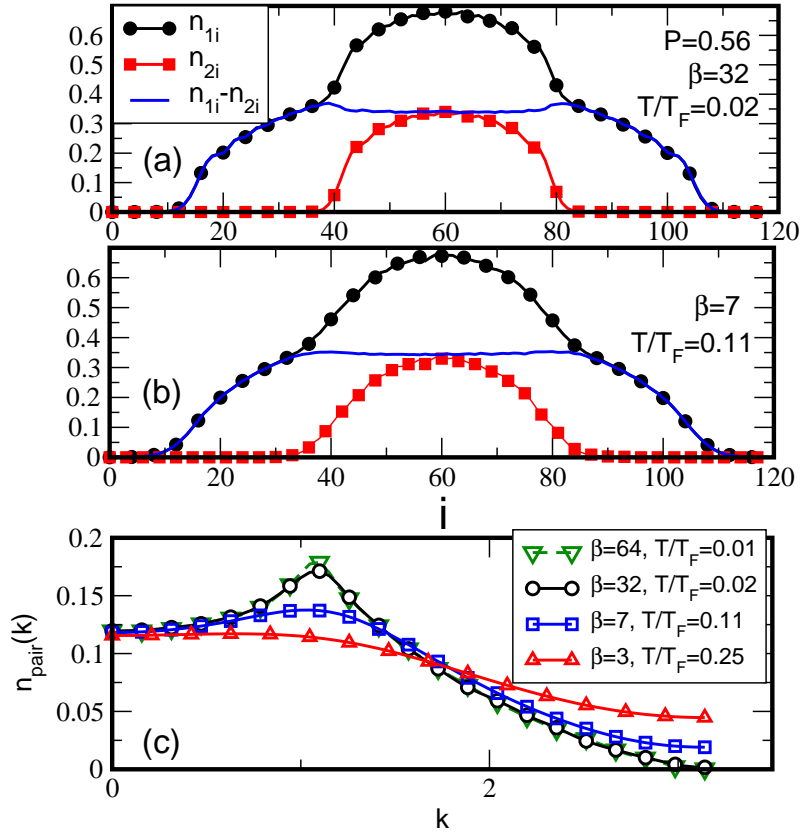 n1i
n2i
n1i-n2i
P=0.56
β=32
T/TF=0.02
(a)
0.6
0.5
0.4
0.3
0.2
0.1
0
0 20 40 60 80 100 120
β=7
T/TF=0.11
(b)
0.6
0.5
0.4
0.3
0.2
0.1
0
0 20 40 60 80 100 120
i
β=64, T/TF=0.01
β=32, T/TF=0.02
β=7, T/TF=0.11
β=3, T/TF=0.25
(c)
npair(k)
0.2
0.15
0.1
0.05
0
0 2
k